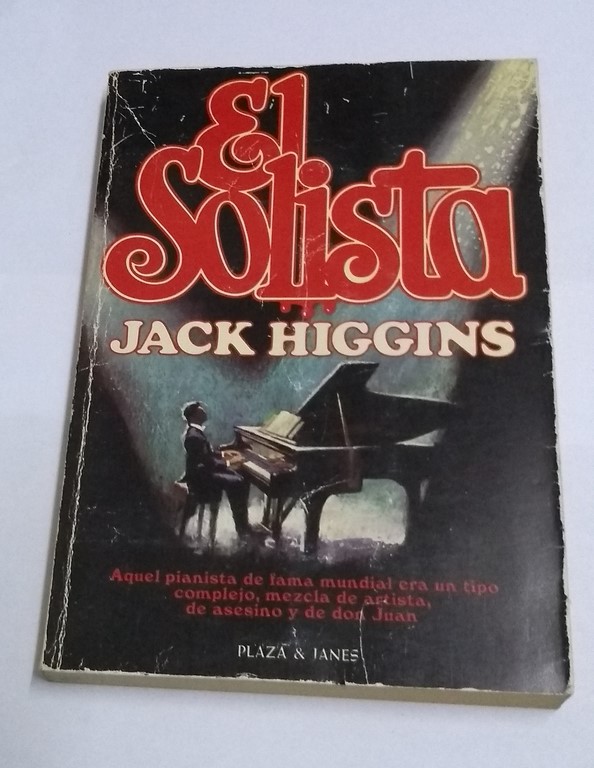 El
Solista
JACK HIGGINS
Aquel pianista de fama mundial era un tipo
complejo, mezcla de artista,
de asesino y de don Juan
PLAZA & JANES